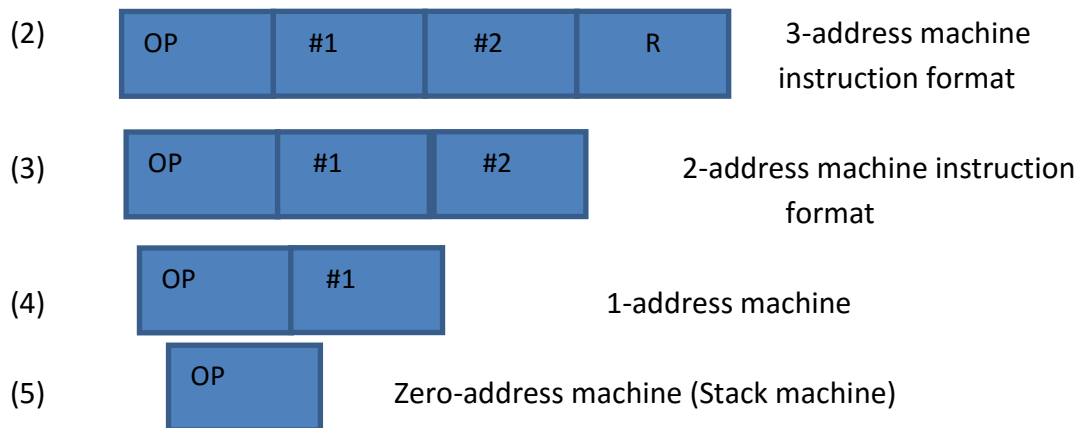 (2) OP #1 #2 R 3-address machine
instruction format
(3) OP #1 #2 2-address machine instruction
format
(4) OP #1 1-address machine
(5) OP Zero-address machine (Stack machine)